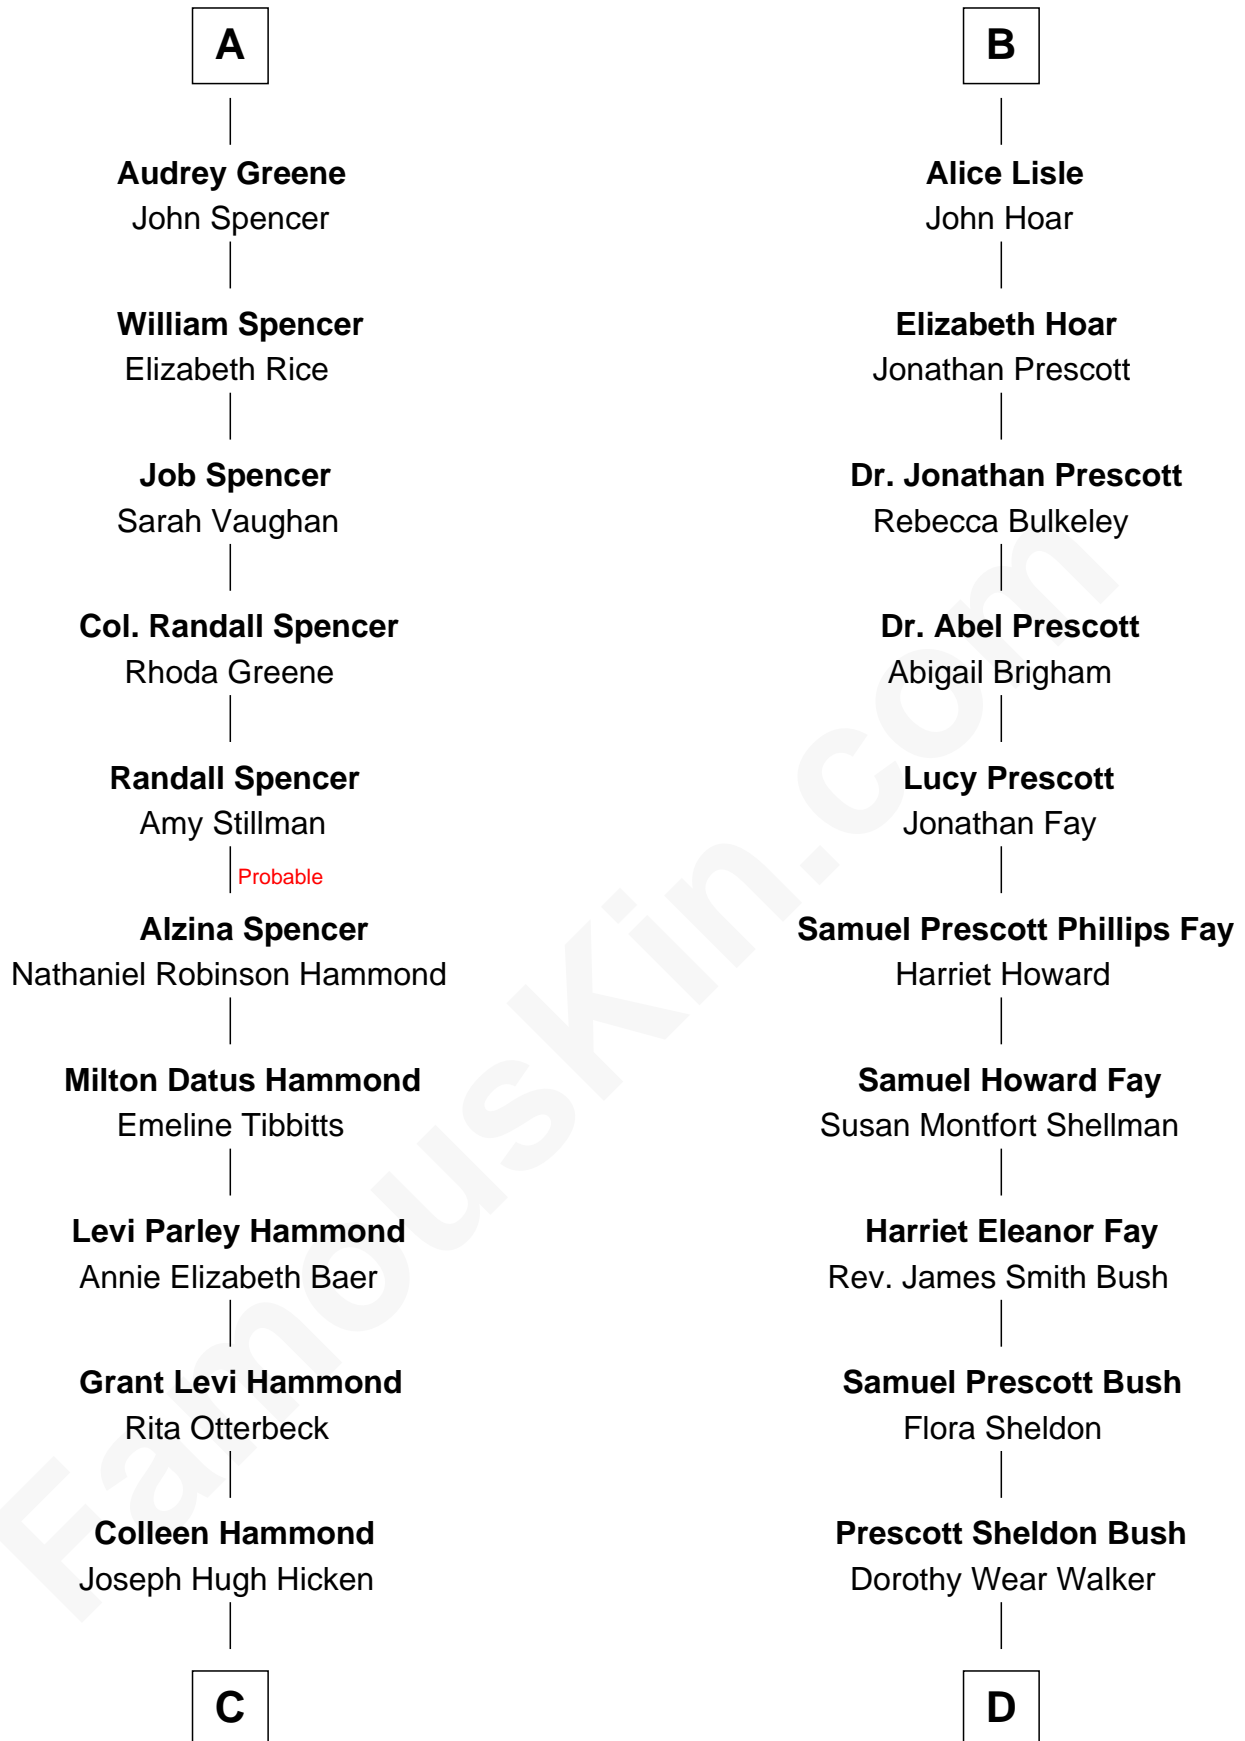 A
Audrey Greene
John Spencer
William Spencer
Elizabeth Rice
Job Spencer
Sarah Vaughan
Col. Randall Spencer
Rhoda Greene
Randall Spencer
Amy Stillman
Probable
Alzina Spencer
Nathaniel Robinson Hammond
Milton Datus Hammond
Emeline Tibbitts
Levi Parley Hammond
Annie Elizabeth Baer
Grant Levi Hammond
Rita Otterbeck
Colleen Hammond
Joseph Hugh Hicken
C
B
Alice Lisle
John Hoar
Elizabeth Hoar
Jonathan Prescott
Dr. Jonathan Prescott
Rebecca Bulkeley
Dr. Abel Prescott
Abigail Brigham
Lucy Prescott
Jonathan Fay
Samuel Prescott Phillips Fay
Harriet Howard
Samuel Howard Fay
Susan Montfort Shellman
Harriet Eleanor Fay
Rev. James Smith Bush
Samuel Prescott Bush
Flora Sheldon
Prescott Sheldon Bush
Dorothy Wear Walker
D
FamousKin.com